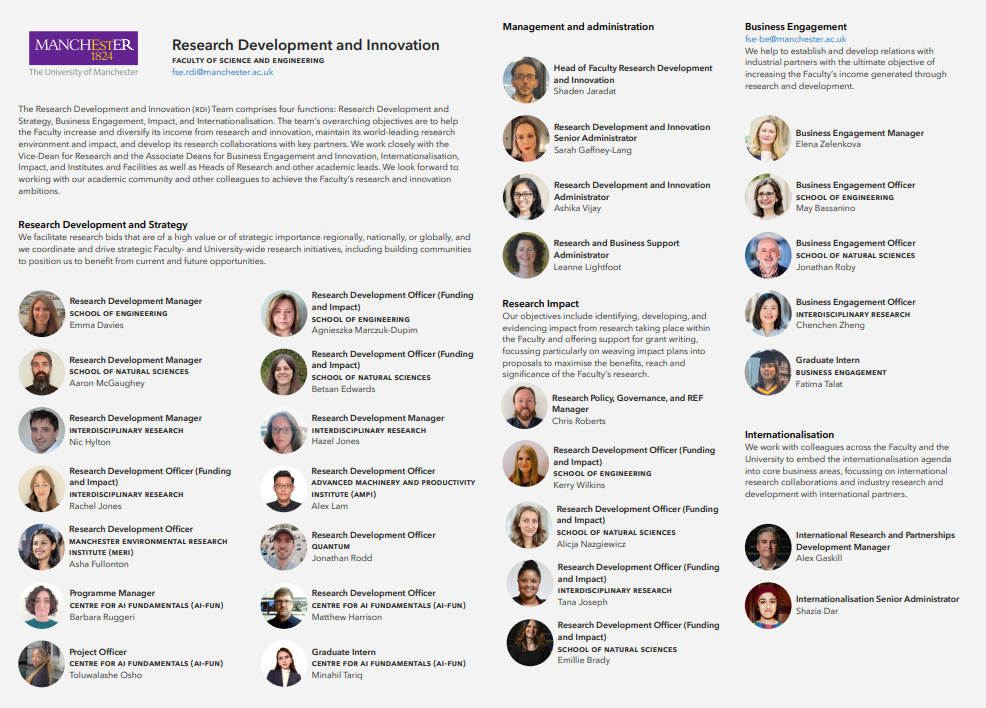 MANCHESTER
1824
The University of Manchester
Research Development and Innovation
FACULTY OF SCIENCE AND ENGINEERING
fse.rdi@manchester.ac.uk
The Research Development and Innovation (RDI) Team comprises four functions: Research Development and
Strategy, Business Engagement, Impact, and Internationalisation. The team's overarching objectives are to help
the Faculty increase and diversify its income from research and innovation, maintain its world-leading research
environment and impact, and develop its research collaborations with key partners. We work closely with the
Vice-Dean for Research and the Associate Deans for Business Engagement and Innovation, Internationalisation,
Impact, and Institutes and Facilities as well as Heads of Research and other academic leads. We look forward to
working with our academic community and other colleagues to achieve the Faculty's research and innovation
ambitions.
Research Development and Strategy
We facilitate research bids that are of a high value or of strategic importance regionally, nationally, or globally, and
we coordinate and drive strategic Faculty- and University-wide research initiatives, including building communities
to position us to benefit from current and future opportunities.
Research Development Manager
SCHOOL OF ENGINEERING
Emma Davies
Research Development Manager
SCHOOL OF NATURAL SCIENCES
Aaron McGaughey
Research Development Manager
INTERDISCIPLINARY RESEARCH
Nic Hylton
Research Development Officer (Funding
and Impact)
INTERDISCIPLINARY RESEARCH
Rachel Jones
Research Development Officer
MANCHESTER ENVIRONMENTAL RESEARCH
INSTITUTE (MERI)
Asha Fullonton
Programme Manager
CENTRE FOR AI FUNDAMENTALS (AI-FUN)
Barbara Ruggeri
Project Officer
CENTRE FOR AI FUNDAMENTALS (AI-FUN)
Toluwalashe Osho
Research Development Officer (Funding
and Impact)
SCHOOL OF ENGINEERING
Agnieszka Marczuk-Dupim
Research Development Officer (Funding
and Impact)
SCHOOL OF NATURAL SCIENCES
Betsan Edwards
Research Development Manager
INTERDISCIPLINARY RESEARCH
Hazel Jones
Research Development Officer
ADVANCED MACHINERY AND PRODUCTIVITY
INSTITUTE (AMPI)
Alex Lam
Research Development Officer
QUANTUM
Jonathan Rodd
Research Development Officer
CENTRE FOR AI FUNDAMENTALS (AI-FUN)
Matthew Harrison
Graduate Intern
CENTRE FOR AI FUNDAMENTALS (AI-FUN)
Minahil Tariq
Management and administration
Head of Faculty Research Development
and Innovation
Shaden Jaradat
Research Development and Innovation
Senior Administrator
Sarah Gaffney-Lang
Research Development and Innovation
Administrator
Ashika Vijay
Research and Business Support
Administrator
Leanne Lightfoot
Research Impact
Our objectives include identifying, developing, and
evidencing impact from research taking place within
the Faculty and offering support for grant writing,
focussing particularly on weaving impact plans into
proposals to maximise the benefits, reach and
significance of the Faculty's research.
Research Policy, Governance, and REF
Manager
Chris Roberts
Research Development Officer (Funding
and Impact)
SCHOOL OF ENGINEERING
Kerry Wilkins
Research Development Officer (Funding
and Impact)
SCHOOL OF NATURAL SCIENCES
Alicja Nazgiewicz
Research Development Officer (Funding
and Impact)
INTERDISCIPLINARY RESEARCH
Tana Joseph
Research Development Officer (Funding
and Impact)
SCHOOL OF NATURAL SCIENCES
Emillie Brady
Business Engagement
fse-be@manchester.ac.uk
We help to establish and develop relations with
industrial partners with the ultimate objective of
increasing the Faculty's income generated through
research and development.
Business Engagement Manager
Elena Zelenkova
Business Engagement Officer
SCHOOL OF ENGINEERING
May Bassanino
Business Engagement Officer
SCHOOL OF NATURAL SCIENCES
Jonathan Roby
Business Engagement Officer
INTERDISCIPLINARY RESEARCH
Chenchen Zheng
Graduate Intern
BUSINESS ENGAGEMENT
Fatima Talat
Internationalisation
We work with colleagues across the Faculty and the
University to embed the internationalisation agenda
into core business areas, focussing on international
research collaborations and industry research and
development with international partners.
International Research and Partnerships
Development Manager
Alex Gaskill
Internationalisation Senior Administrator
Shazia Dar